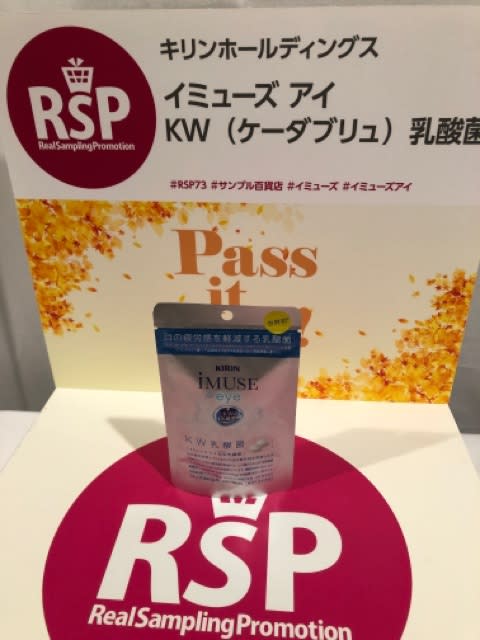 キリンホールディングス
RSP
RealSamplingPromotion
イミューズ アイ
KW（ケーダブリュ）乳酸菌
#RSP73 #サンプル百貨店 #イミューズ #イミューズアイ
Pass
it
目の疲労感を軽減する乳酸菌
KIRIN
iMUSE
eye
KW乳酸菌
RSP
RealSamplingPromotion